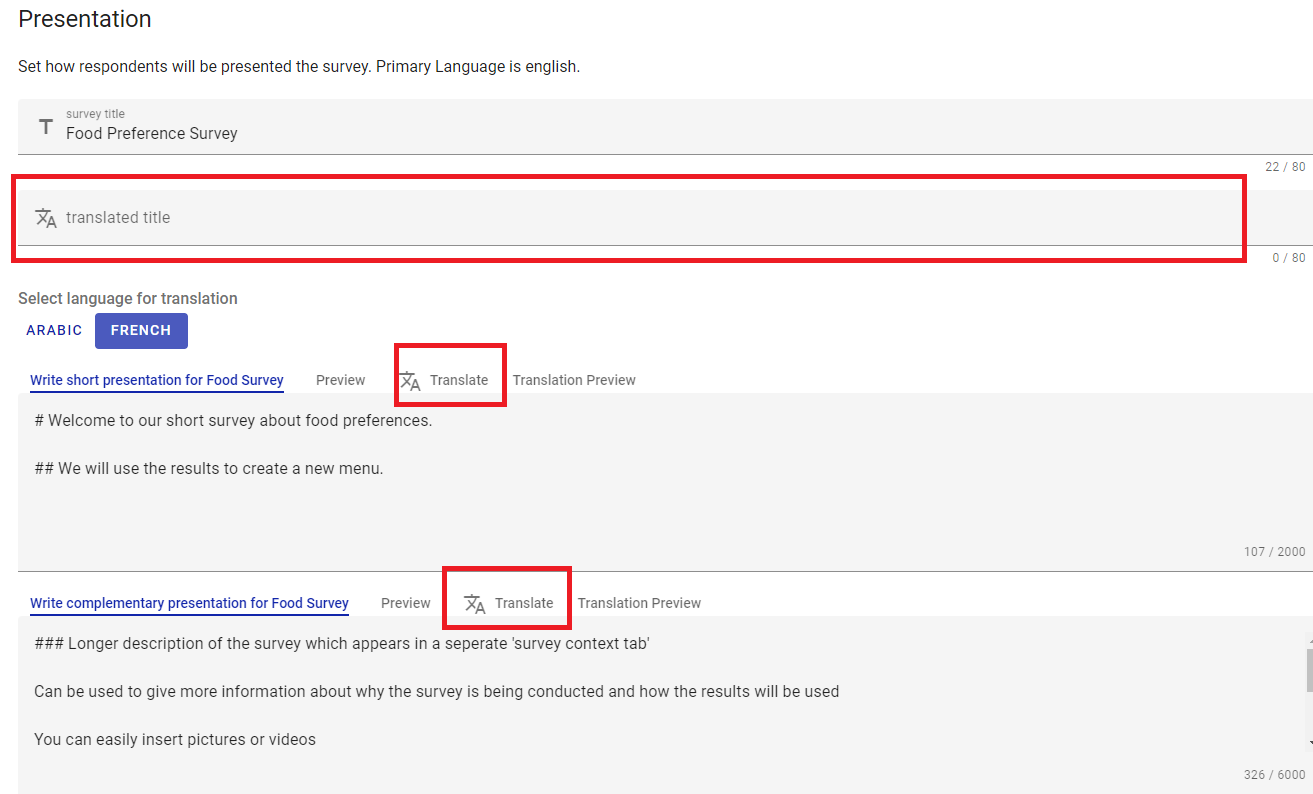 Presentation
Set how respondents will be presented the survey. Primary Language is english.
survey title
Food Preference Survey
22 / 80
translated title
0 / 80
Select language for translation
ARABIC FRENCH
Write short presentation for Food Survey Preview Translate Translation Preview
# Welcome to our short survey about food preferences.
## We will use the results to create a new menu.
107 / 2000
Write complementary presentation for Food Survey Preview Translate Translation Preview
### Longer description of the survey which appears in a seperate 'survey context tab'
Can be used to give more information about why the survey is being conducted and how the results will be used
You can easily insert pictures or videos
326 / 6000